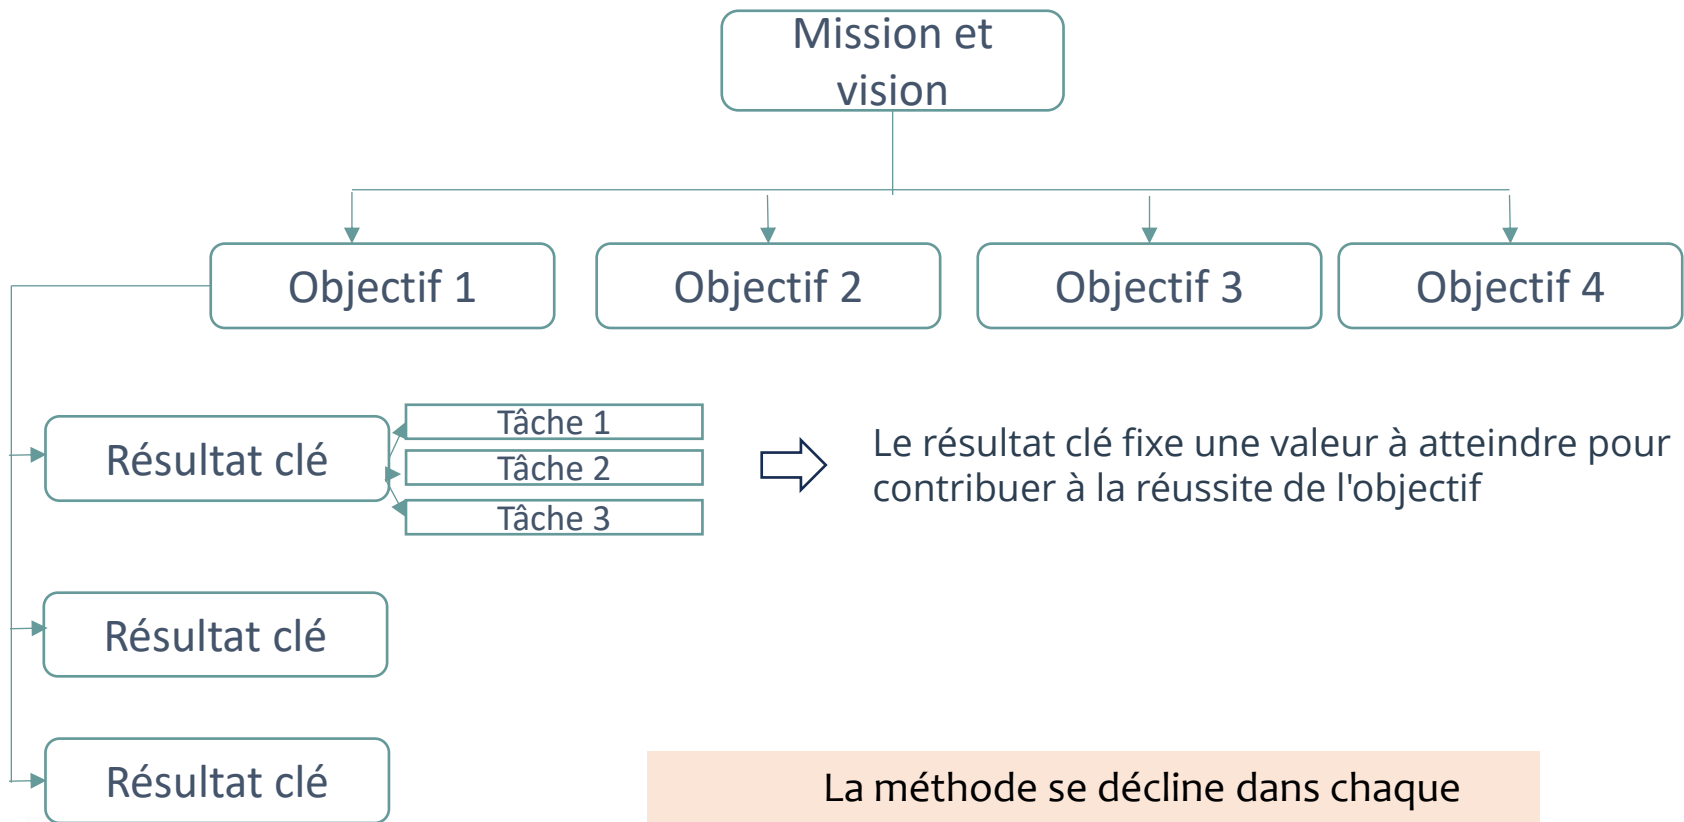 Mission et
vision
Objectif 1
Objectif 2
Objectif 3
Objectif 4
Résultat clé
Tâche 1
Tâche 2
Tâche 3
Le résultat clé fixe une valeur à atteindre pour
contribuer à la réussite de l'objectif
Résultat clé
Résultat clé
La méthode se décline dans chaque